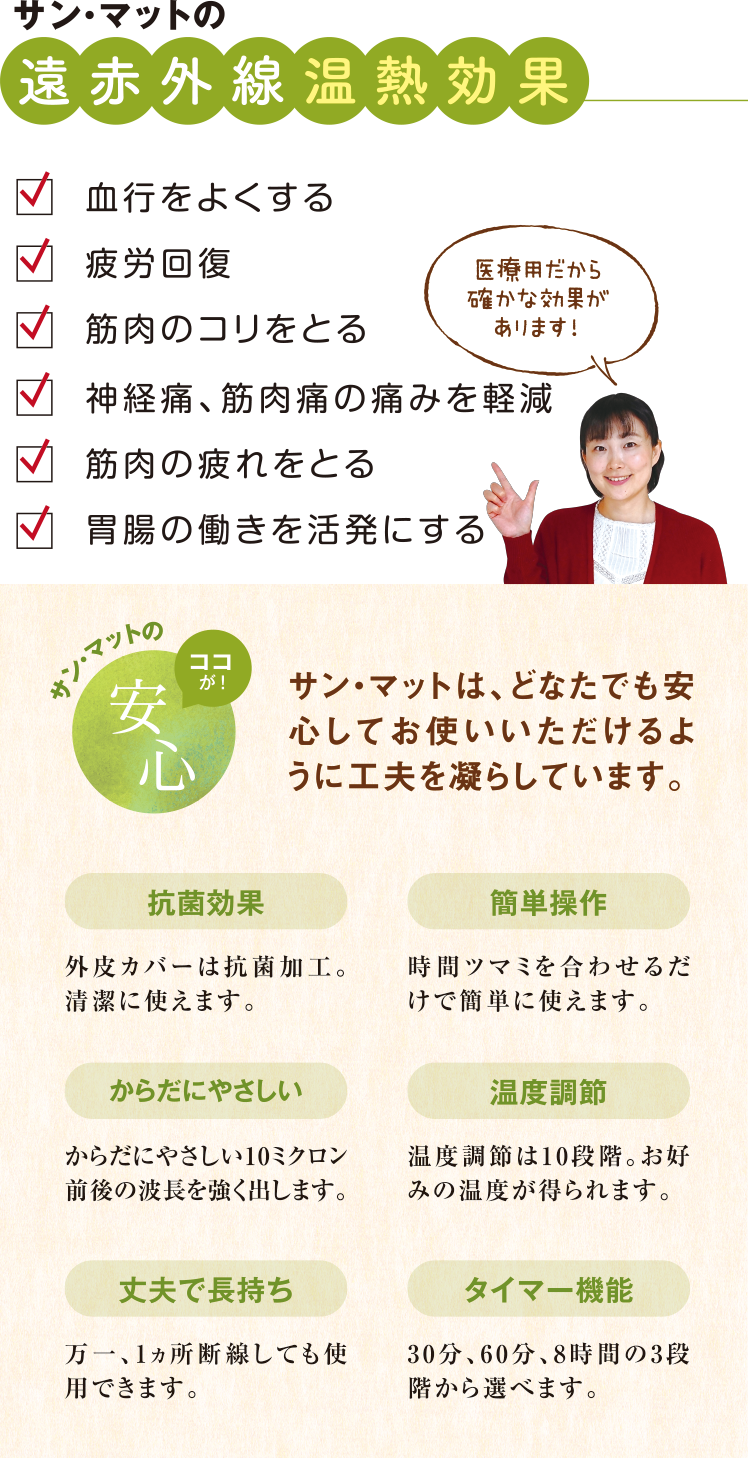 サン・マットの
遠赤外線温熱効果
血行をよくする
疲労回復
筋肉のコリをとる
神経痛、筋肉痛の痛みを軽減
筋肉の疲れをとる
胃腸の働きを活発にする
医療用だから
確かな効果が
あります!
サン・マットの
安心
ココ
が!
サン・マットは、どなたでも安
心してお使いいただけるよ
うに工夫を凝らしています。
抗菌効果
外皮カバーは抗菌加工。
清潔に使えます。
簡単操作
時間ツマミを合わせるだ
けで簡単に使えます。
からだにやさしい
からだにやさしい10ミクロン
前後の波長を強く出します。
温度調節
温度調節は10段階。お好
みの温度が得られます。
丈夫で長持ち
万一、1ヵ所断線しても使
用できます。
タイマー機能
30分、60分、8時間の3段
階から選べます。